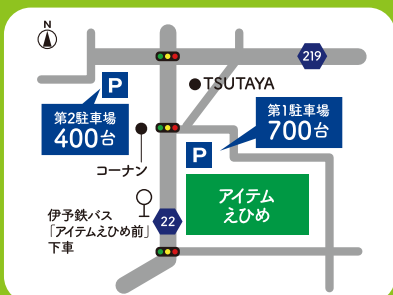 N
219
P
TSUTAYA
第2駐車場
400台
第1駐車場
700台
P
コーナン
アイテム
えひめ
伊予鉄バス
「アイテムえひめ前」
下車
22